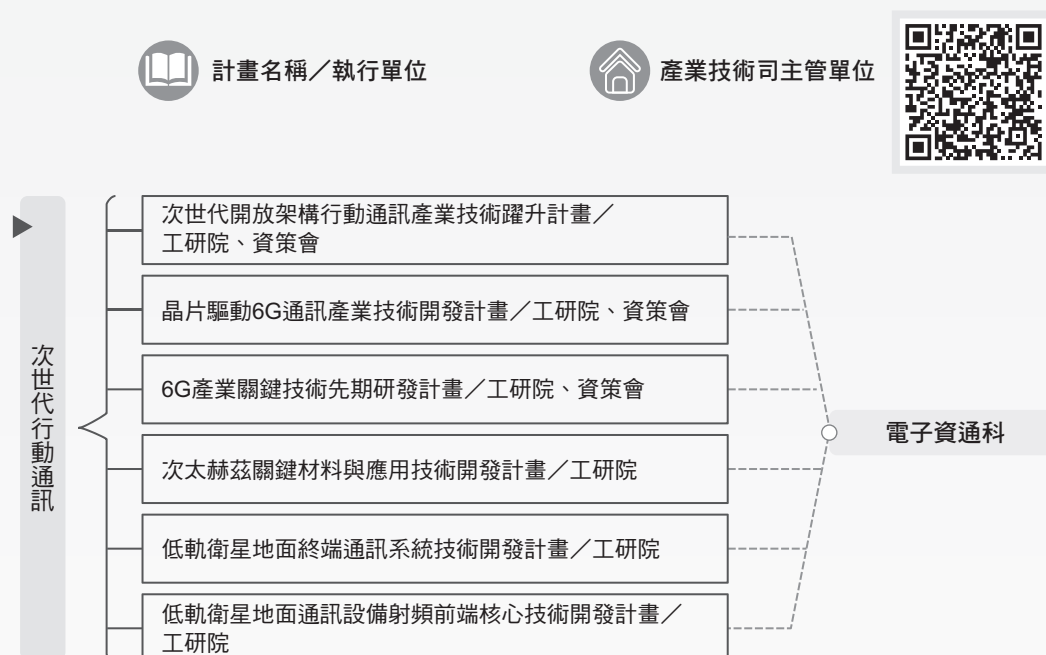 計畫名稱／執行單位
產業技術司主管單位
次世代行動通訊
次世代開放架構行動通訊產業技術躍升計畫／
工研院、資策會
晶片驅動6G通訊產業技術開發計畫／工研院、資策會
6G產業關鍵技術先期研發計畫／工研院、資策會
次太赫茲關鍵材料與應用技術開發計畫／工研院
低軌衛星地面終端通訊系統技術開發計畫／工研院
低軌衛星地面通訊設備射頻前端核心技術開發計畫／
工研院
電子資通科